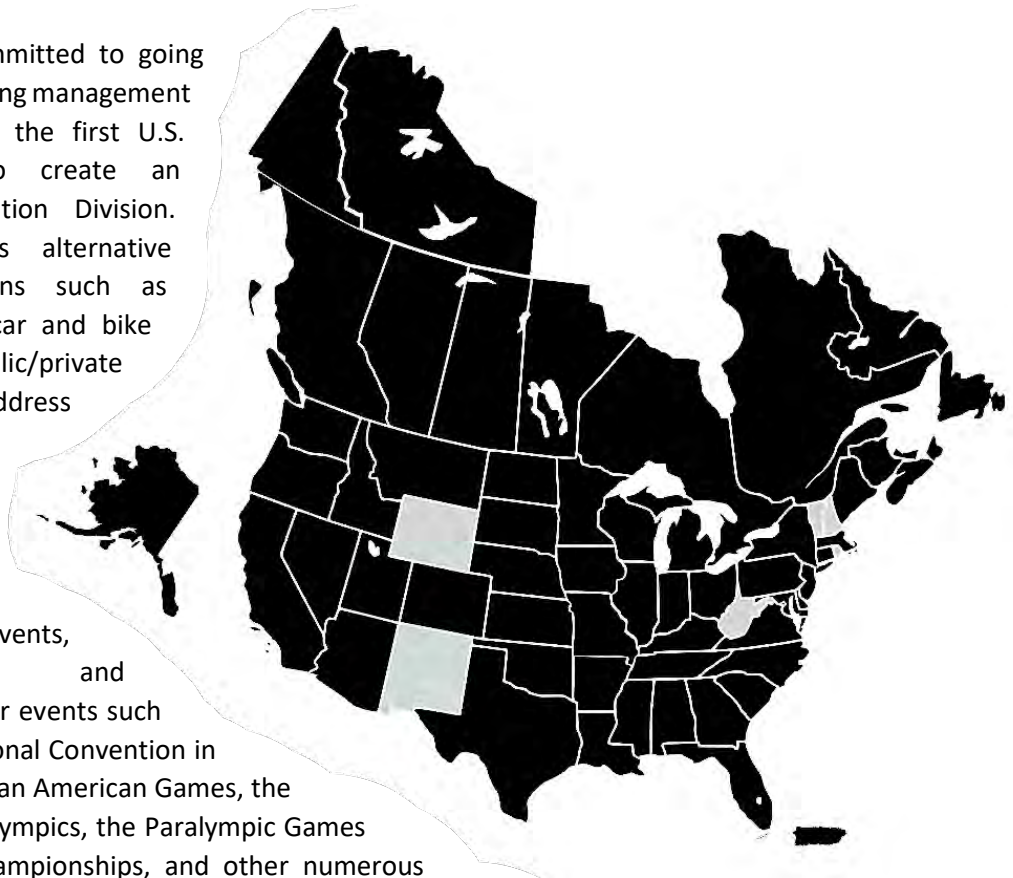 mmitted to going
ing management
the first U.S.
o create an
tion Division.
s alternative
ns such as
car and bike
lic/private
ddress
vents,
and
r events such
onal Convention in
an American Games, the
ympics, the Paralympic Games
ampionships, and other numerous